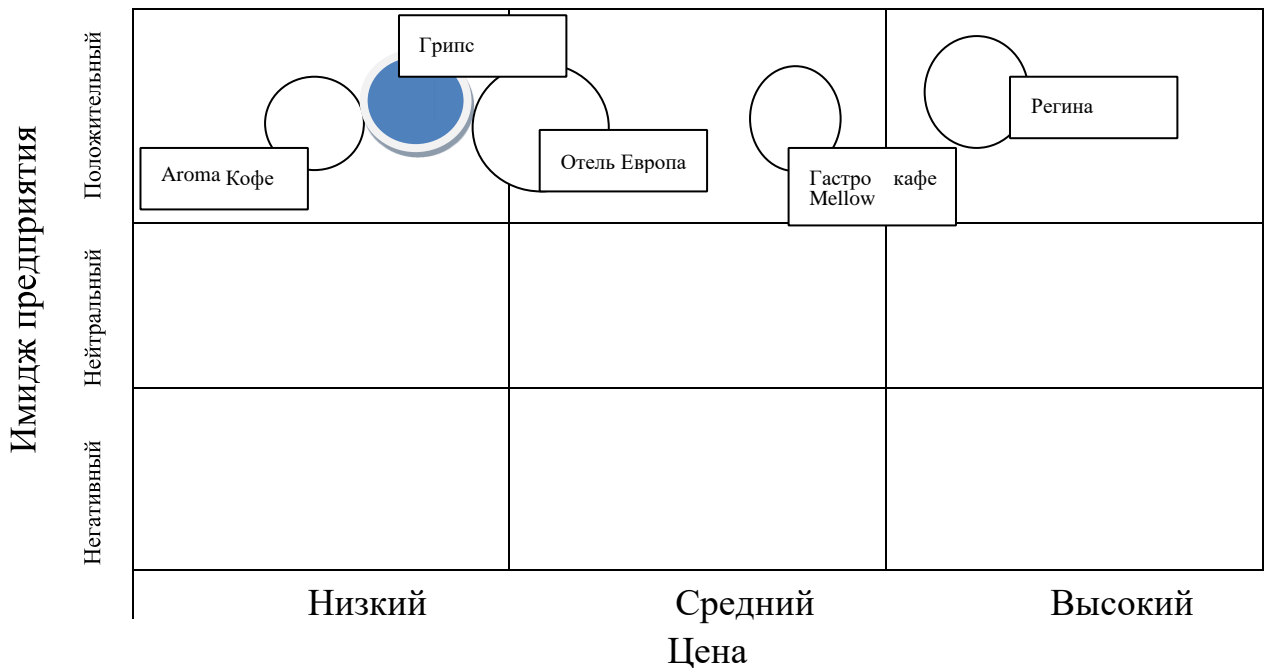 Имидж предприятия
Положительный
Нейтральный
Негативный
Грипс
Регина
Отель Европа
Aroma Кофе
Гастро кафе
Mellow
Низкий
Средний
Высокий
Цена